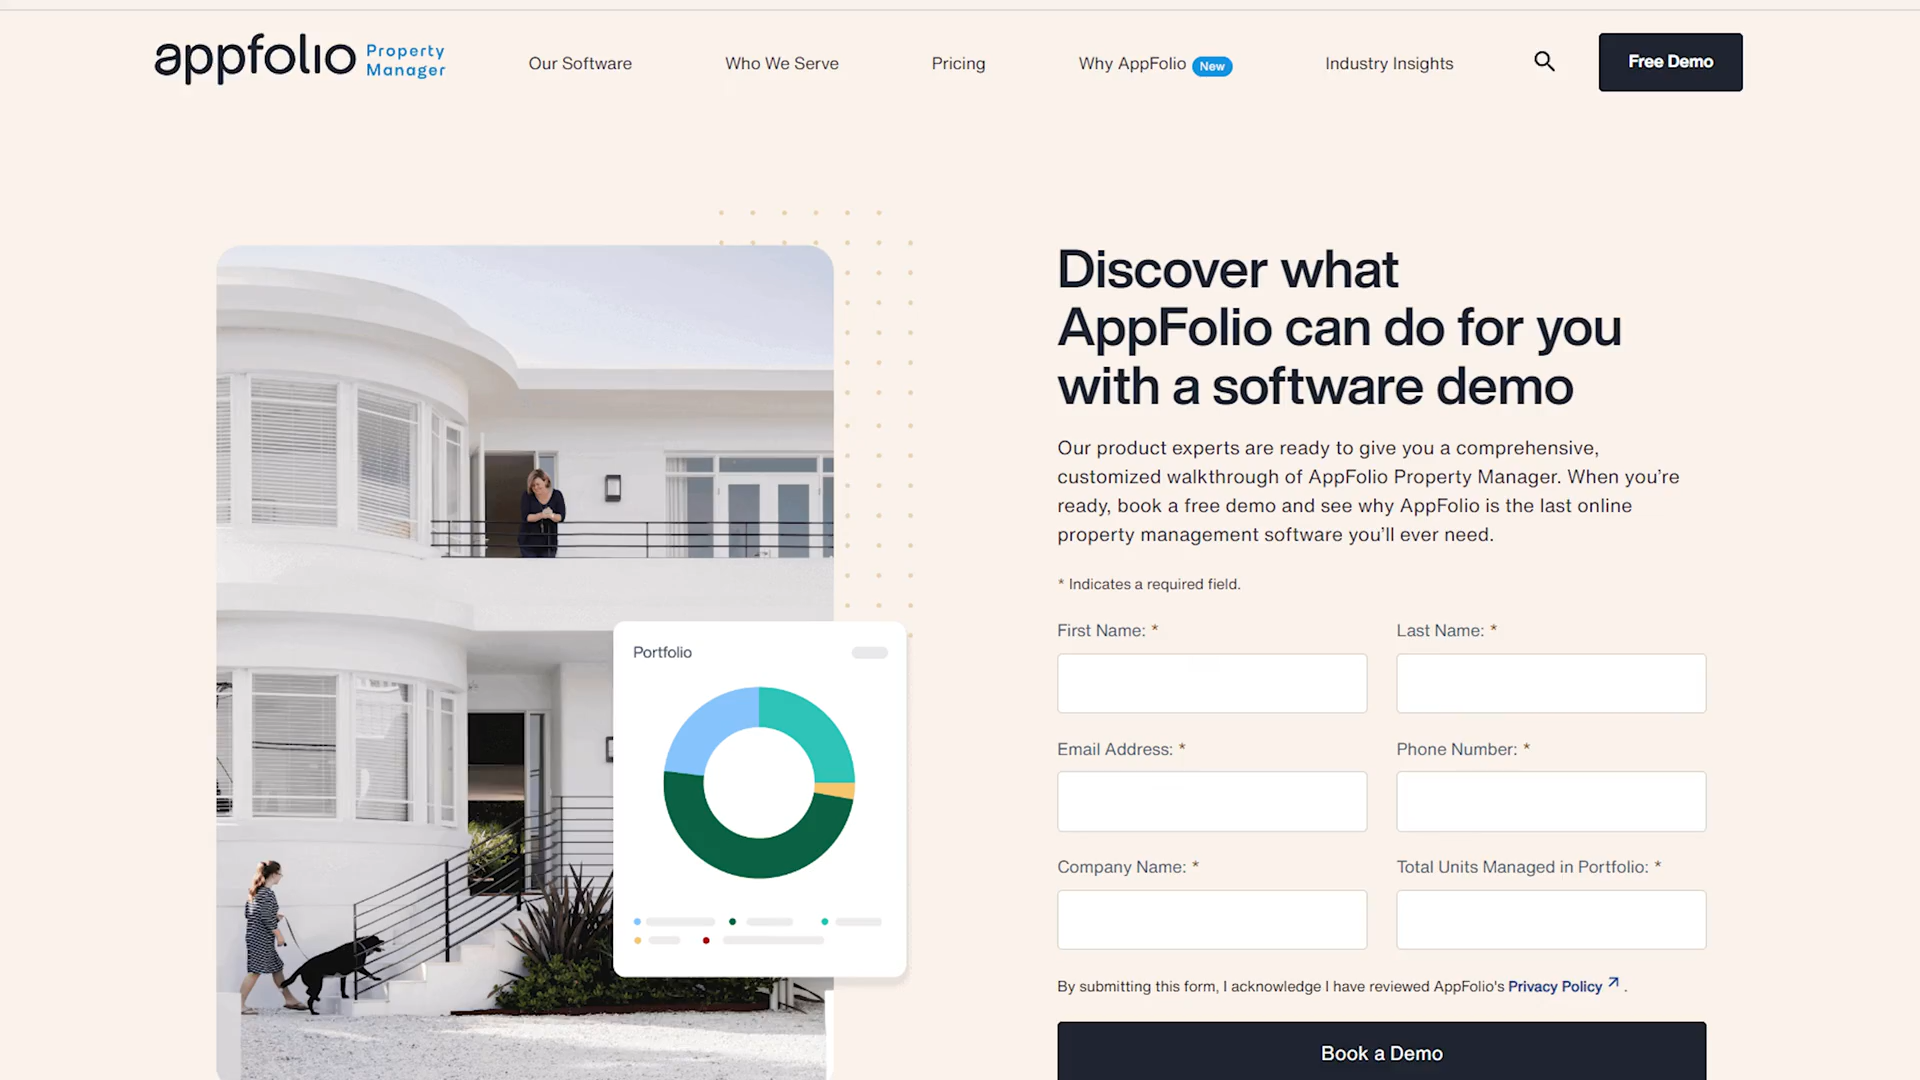 appfolio Property Manager
Our Software
Who We Serve
Pricing
Why AppFolio New
Industry Insights
Free Demo
Discover what
AppFolio can do for you
with a software demo
Our product experts are ready to give you a comprehensive,
customized walkthrough of AppFolio Property Manager. When you’re
ready, book a free demo and see why AppFolio is the last online
property management software you’ll ever need.
* Indicates a required field.
First Name: *
Last Name: *
Email Address: *
Phone Number: *
Company Name: *
Total Units Managed in Portfolio: *
By submitting this form, I acknowledge I have reviewed AppFolio's Privacy Policy .
Book a Demo
Portfolio